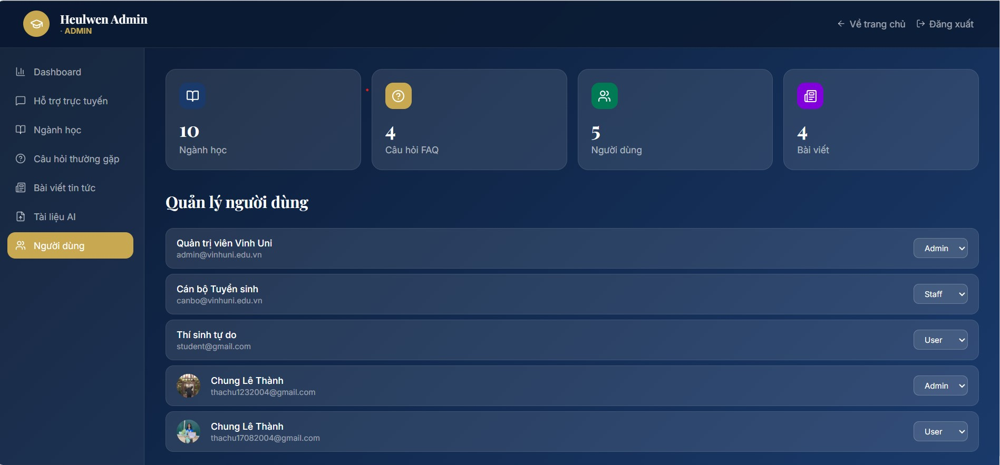 Heulwen Admin
· ADMIN
Về trang chủ
Đăng xuất
Dashboard
Hỗ trợ trực tuyến
Ngành học
Câu hỏi thường gặp
Bài viết tin tức
Tài liệu AI
Người dùng
10
Ngành học
4
Câu hỏi FAQ
5
Người dùng
4
Bài viết
Quản lý người dùng
Quản trị viên Vinh Uni
admin@vinhuni.edu.vn
Admin
Cán bộ Tuyển sinh
canbo@vinhuni.edu.vn
Staff
Thí sinh tự do
student@gmail.com
User
Chung Lê Thành
thachu1232004@gmail.com
Admin
Chung Lê Thành
thachu17082004@gmail.com
User